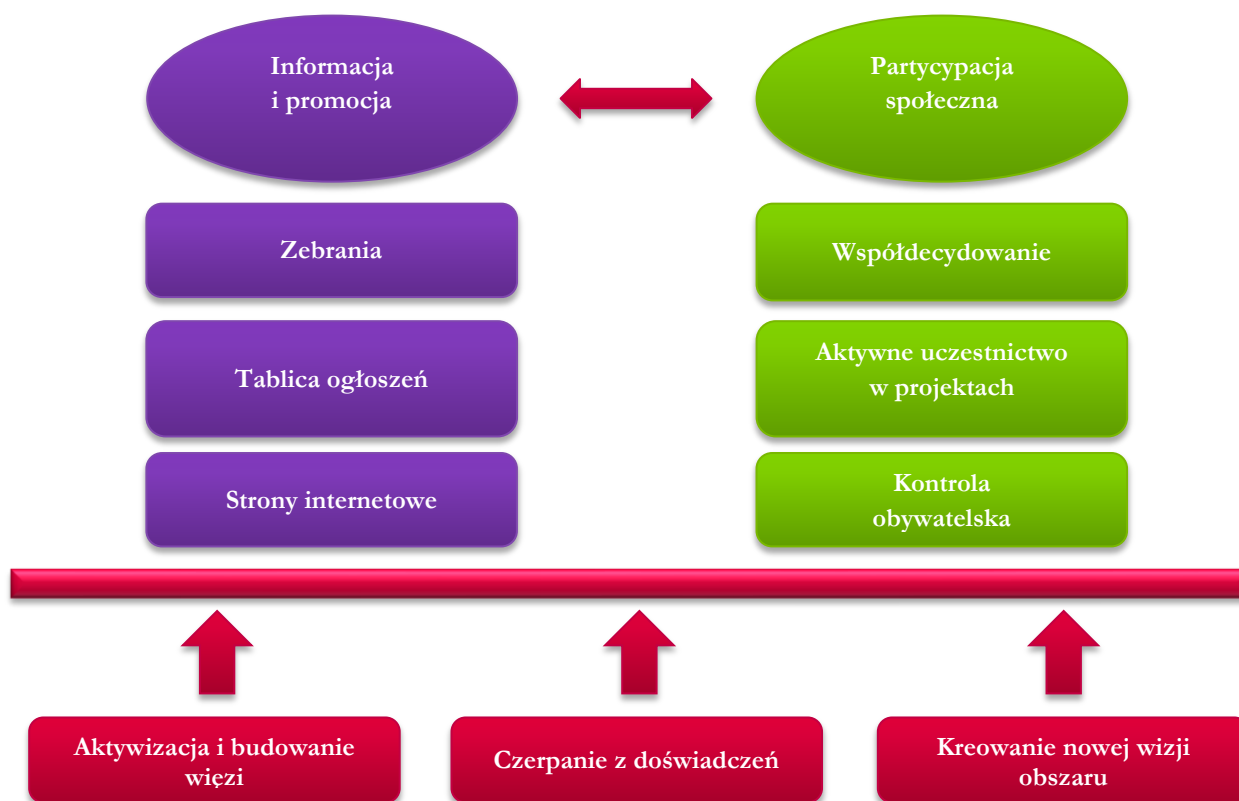 Informacja
i promocja
Partycypacja
społeczna
Zebrania
Współdecydowanie
Tablica ogłoszeń
Aktywne uczestnictwo
w projektach
Strony internetowe
Kontrola
obywatelska
Aktywizacja i budowanie
więzi
Czerpanie z doświadczeń
Kreowanie nowej wizji
obszaru